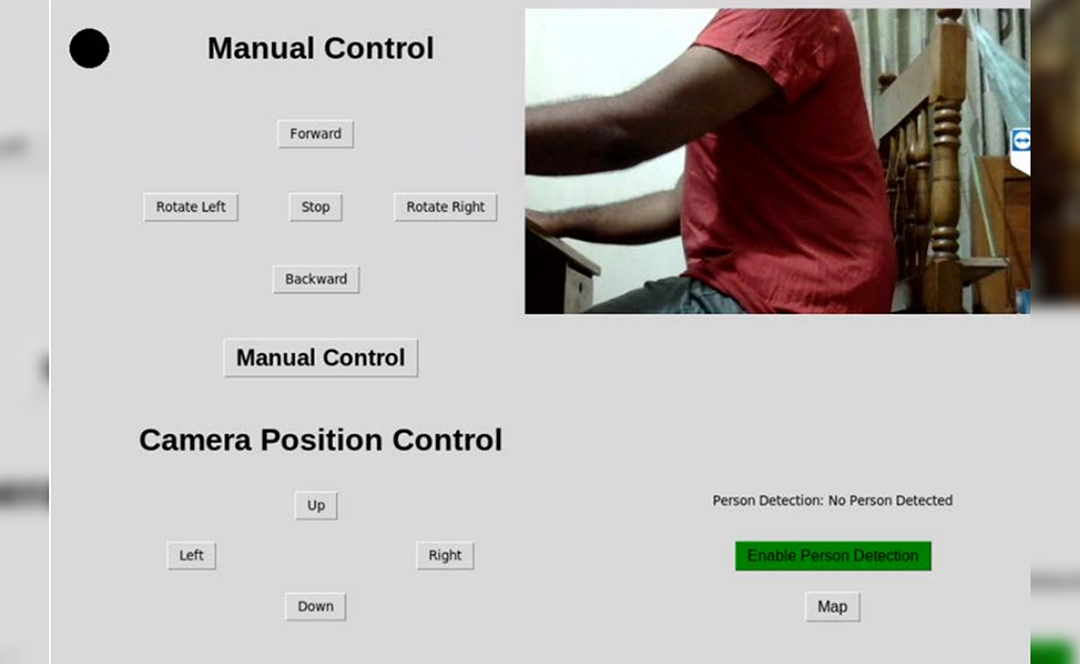 Manual Control
Forward
Rotate Left Stop Rotate Right
Backward
Manual Control
Camera Position Control
Up
Left Right
Down
Person Detection: No Person Detected
Enable Person Detection
Map